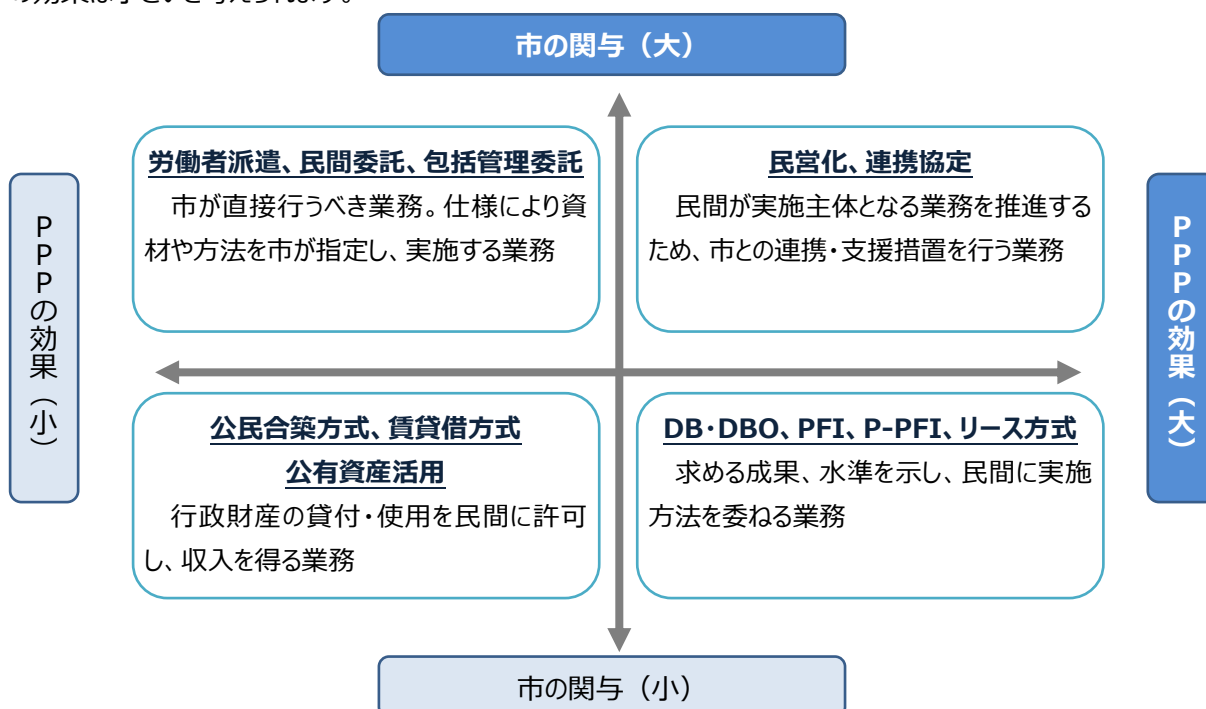 市の関与（大）
労働者派遣、民間委託、包括管理委託
市が直接行うべき業務。仕様により資
材や方法を市が指定し、実施する業務
民営化、連携協定
民間が実施主体となる業務を推進する
ため、市との連携・支援措置を行う業務
PPPの効果（小）
PPPの効果（大）
公民合築方式、賃貸借方式
公有資産活用
行政財産の貸付・使用を民間に許可
し、収入を得る業務
DB・DBO、PFI、P-PFI、リース方式
求める成果、水準を示し、民間に実施
方法を委ねる業務
市の関与（小）